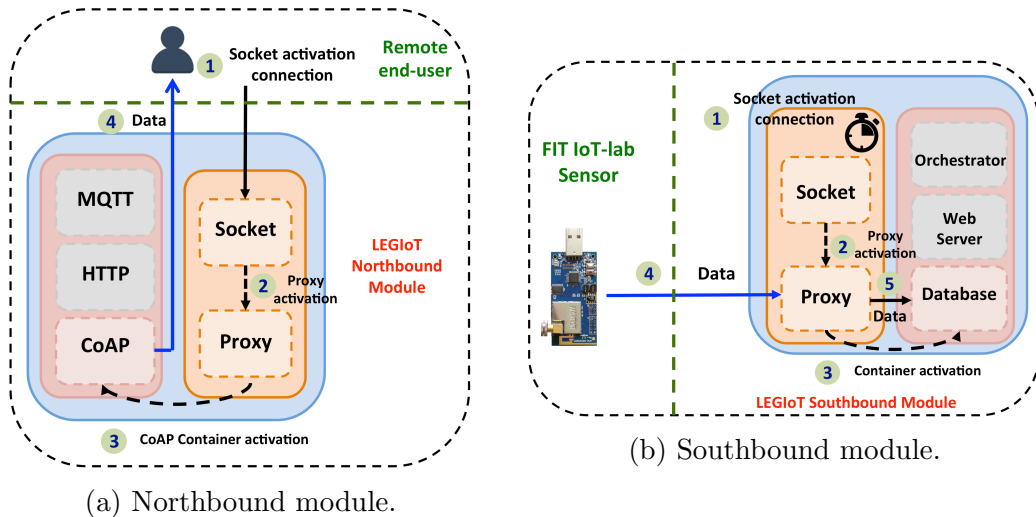 1
Socket activation
connection
Remote
end-user
4
Data
MQTT
HTTP
CoAP
Socket
2
Proxy
activation
Proxy
LEGIoT
Northbound
Module
3
CoAP Container activation
(a) Northbound module.
FIT IoT-lab
Sensor
1
Socket activation
connection
Socket
2
Proxy
activation
Proxy
4
Data
5
Data
Orchestrator
Web
Server
Database
3
Container activation
LEGIoT Southbound Module
(b) Southbound module.